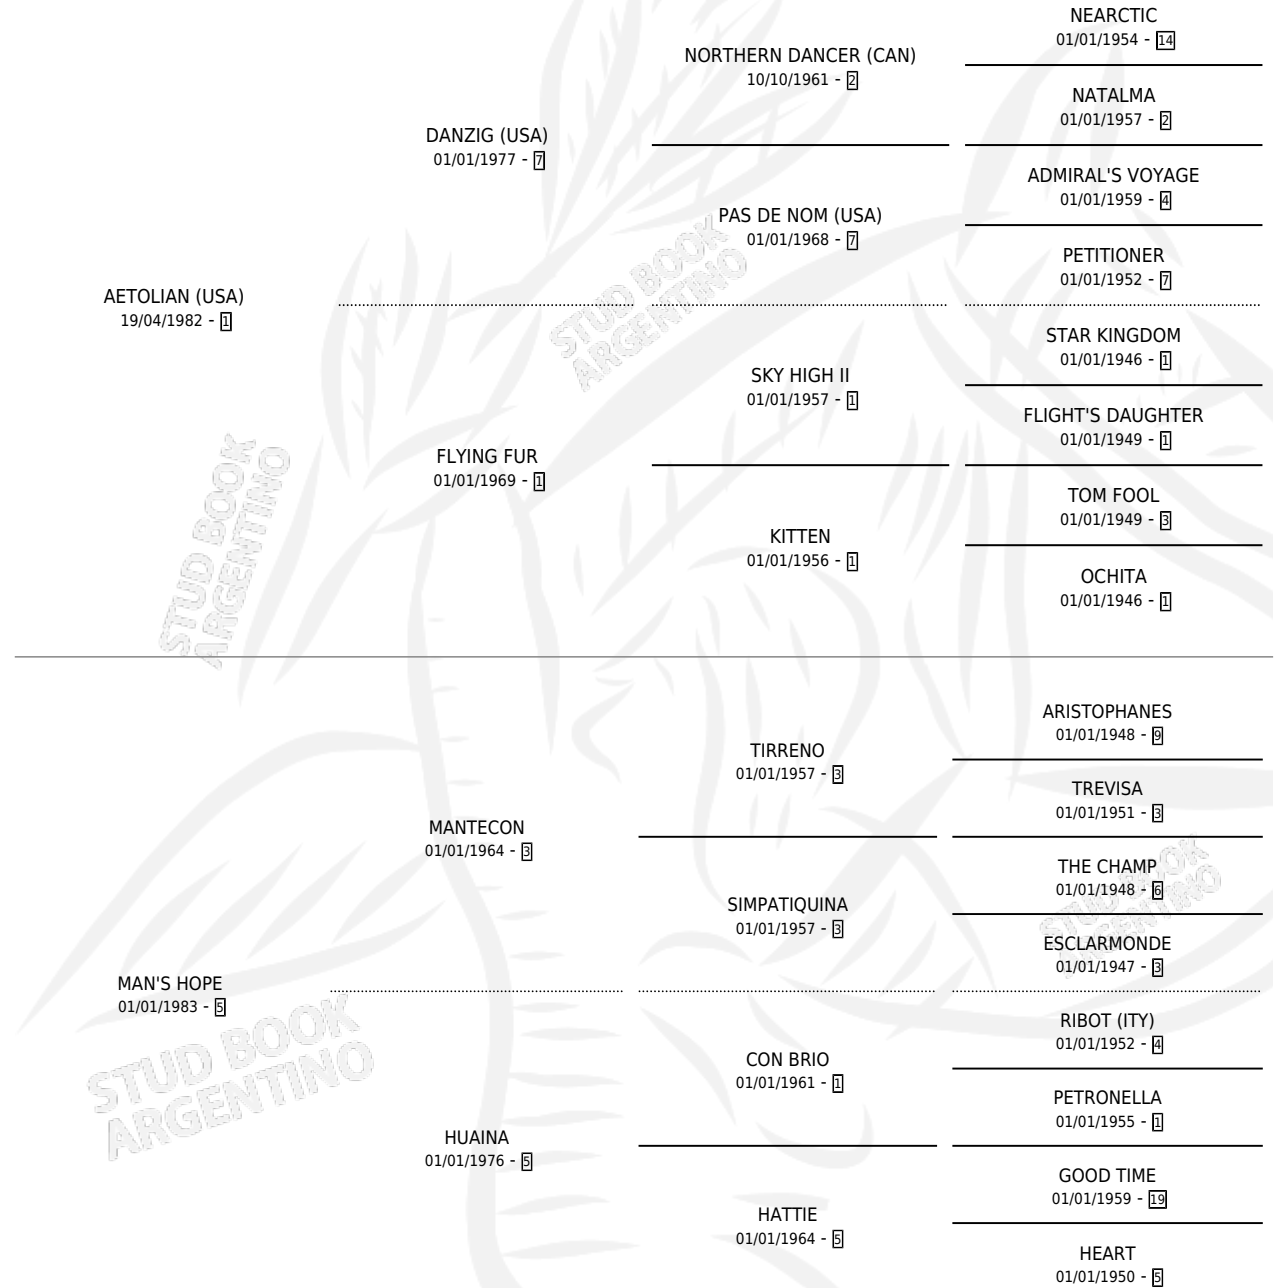 NEARCTIC
01/01/1954 - 14
NORTHERN DANCER (CAN)
10/10/1961 - 2
NATALMA
01/01/1957 - 2
DANZIG (USA)
01/01/1977 - 7
ADMIRAL'S VOYAGE
01/01/1959 - 4
PAS DE NOM (USA)
01/01/1968 - 7
PETITIONER
01/01/1952 - 7
AETOLIAN (USA)
19/04/1982 - 1
STUD BOOK
ARGENTINO
STAR KINGDOM
01/01/1946 - 1
SKY HIGH II
01/01/1957 - 1
FLIGHT'S DAUGHTER
01/01/1949 - 1
FLYING FUR
01/01/1969 - 1
TOM FOOL
01/01/1949 - 3
KITTEN
01/01/1956 - 1
OCHITA
01/01/1946 - 1
STUD BOOK
ARGENTINO
ARISTOPHANES
01/01/1948 - 9
TIRRENO
01/01/1957 - 3
TREVISA
01/01/1951 - 3
MANTECON
01/01/1964 - 3
THE CHAMP
01/01/1948 - 6
SIMPATIQUINA
01/01/1957 - 3
STUD BOOK
ARGENTINO
ESCLARMONDE
01/01/1947 - 3
MAN'S HOPE
01/01/1983 - 5
RIBOT (ITY)
01/01/1952 - 4
CON BRIO
01/01/1961 - 1
STUD BOOK
ARGENTINO
PETRONELLA
01/01/1955 - 1
HUAINA
01/01/1976 - 5
GOOD TIME
01/01/1959 - 19
HATTIE
01/01/1964 - 5
HEART
01/01/1950 - 5